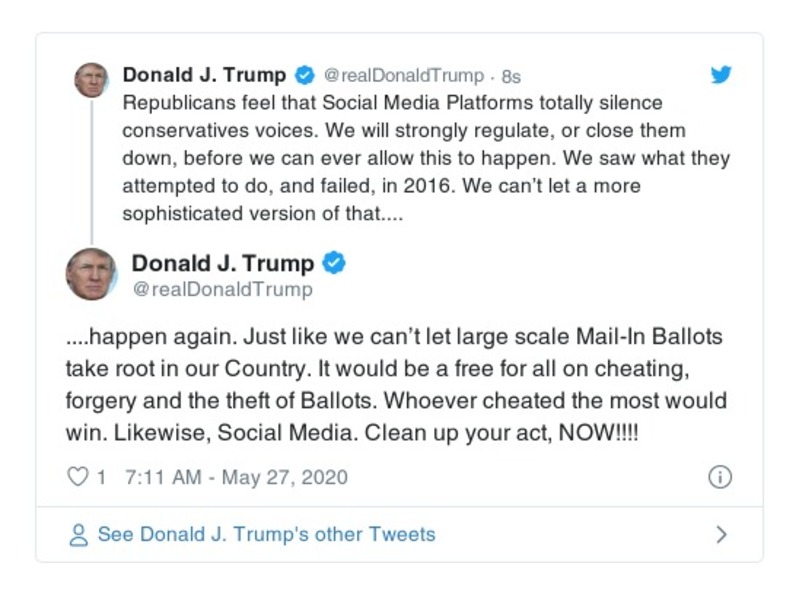 Donald J. Trump @realDonaldTrump · 8s
Republicans feel that Social Media Platforms totally silence
conservatives voices. We will strongly regulate, or close them
down, before we can ever allow this to happen. We saw what they
attempted to do, and failed, in 2016. We can’t let a more
sophisticated version of that....
Donald J. Trump
@realDonaldTrump
....happen again. Just like we can’t let large scale Mail-In Ballots
take root in our Country. It would be a free for all on cheating,
forgery and the theft of Ballots. Whoever cheated the most would
win. Likewise, Social Media. Clean up your act, NOW!!!!
1 7:11 AM - May 27, 2020
See Donald J. Trump's other Tweets